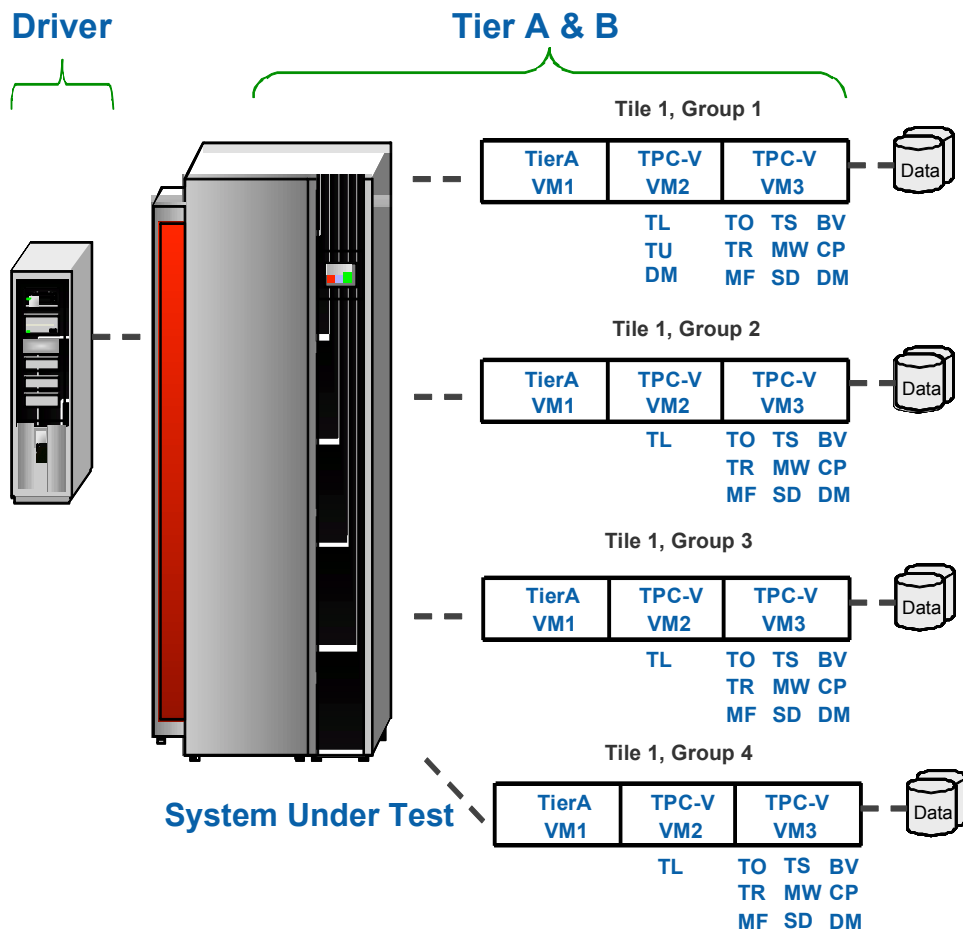 Driver
Tier A & B
Tile 1, Group 1
TierA TPC-V TPC-V
VM1 VM2 VM3
Data
TL TO TS BV
TU TR MW CP
DM MF SD DM
Tile 1, Group 2
TierA TPC-V TPC-V
VM1 VM2 VM3
Data
TL TO TS BV
TR MW CP
MF SD DM
Tile 1, Group 3
TierA TPC-V TPC-V
VM1 VM2 VM3
Data
TL TO TS BV
TR MW CP
MF SD DM
Tile 1, Group 4
System Under Test
TierA TPC-V TPC-V
VM1 VM2 VM3
Data
TL TO TS BV
TR MW CP
MF SD DM